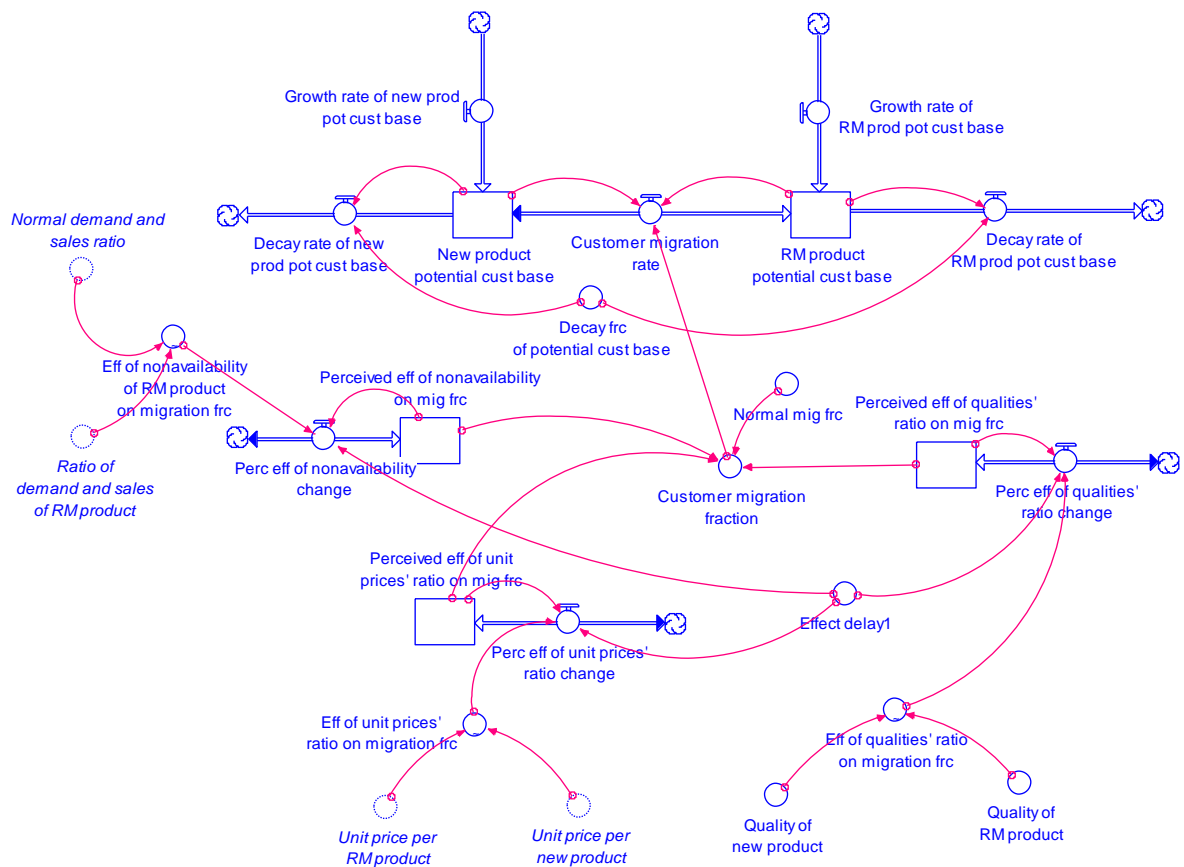 Growth rate of new prod
pot cust base
Growth rate of
RM prod pot cust base
Normal demand and
sales ratio
Decay rate of new
prod pot cust base
New product
potential cust base
Customer migration
rate
RM product
potential cust base
Decay rate of
RM prod pot cust base
Decay frc
of potential cust base
Eff of nonavailability
of RM product
on migration frc
Perceived eff of nonavailability
on mig frc
Normal mig frc
Perceived eff of qualities'
ratio on mig frc
Ratio of
demand and sales
of RM product
Perc eff of nonavailability
change
Customer migration
fraction
Perc eff of qualities'
ratio change
Perceived eff of unit
prices' ratio on mig frc
Effect delay1
Perc eff of unit prices'
ratio change
Eff of unit prices'
ratio on migration frc
Eff of qualities' ratio
on migration frc
Unit price per
RM product
Unit price per
new product
Quality of
new product
Quality of
RM product